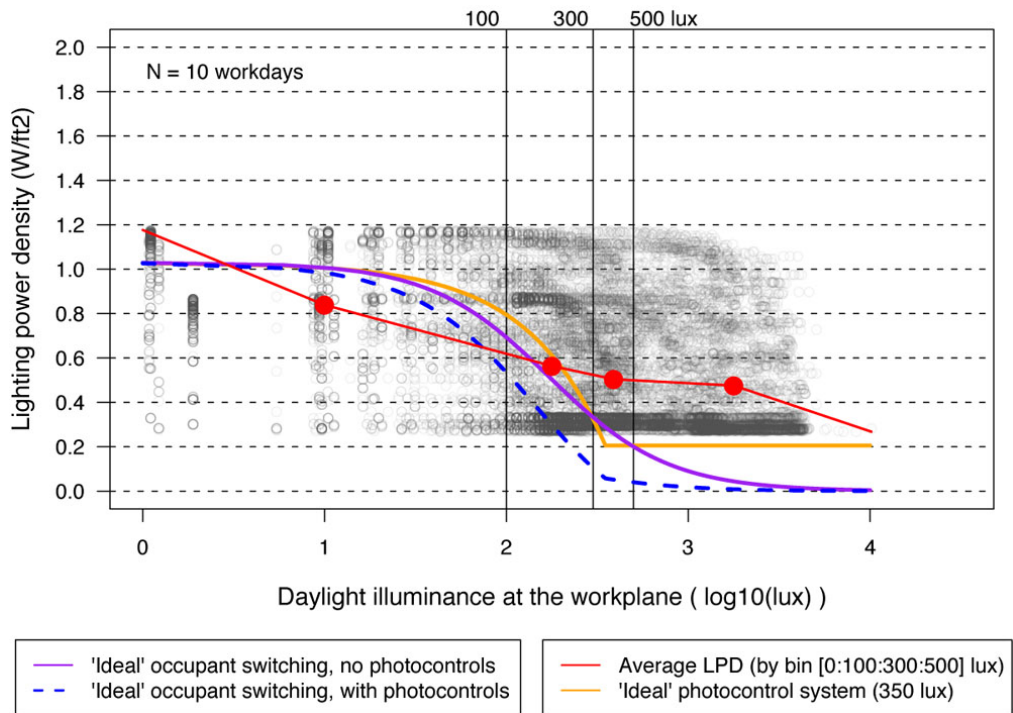 100 300 500 lux
2.0
N = 10 workdays
1.8
1.6
1.4
1.2
1.0
0.8
0.6
0.4
0.2
0.0
Lighting power density (W/ft2)
0 1 2 3 4
Daylight illuminance at the workplane ( log10(lux) )
'Ideal' occupant switching, no photocontrols
'Ideal' occupant switching, with photocontrols
Average LPD (by bin [0:100:300:500] lux)
'Ideal' photocontrol system (350 lux)